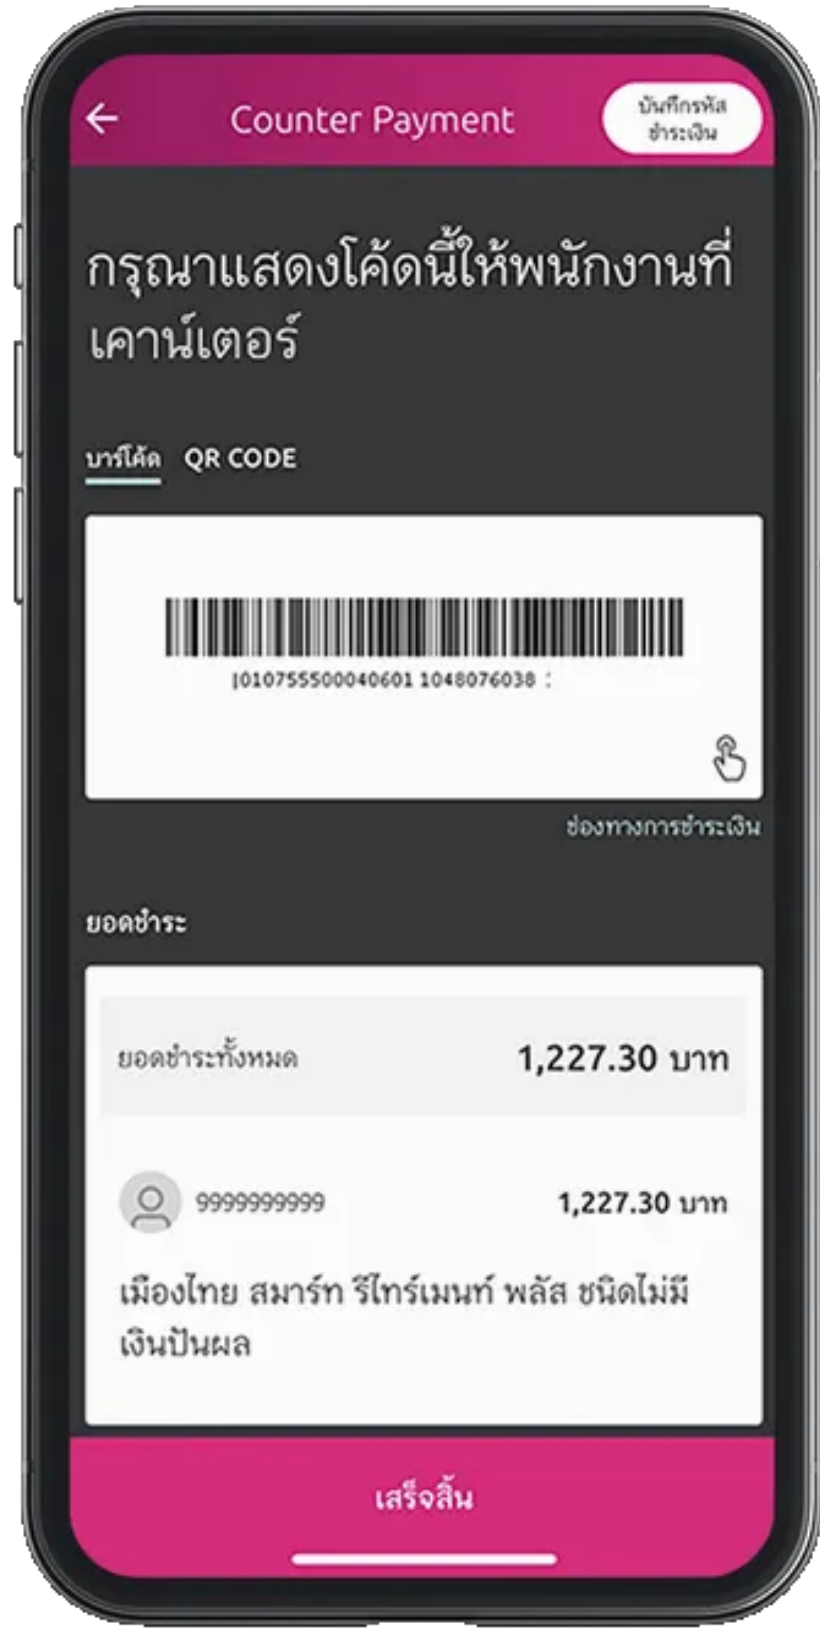 Counter Payment
บันทึกรหัส
ชำระเงิน
กรุณาแสดงโค้ดนี้ให้พนักงานที่
เคาน์เตอร์
บาร์โค้ด QR CODE
|010755500040601 1048076038 :
ช่องทางการชำระเงิน
ยอดชำระ
ยอดชำระทั้งหมด 1,227.30 บาท
9999999999 1,227.30 บาท
เมืองไทย สมาร์ท รีไทร์เมนท์ พลัส ชนิดไม่มี
เงินปันผล
เสร็จสิ้น